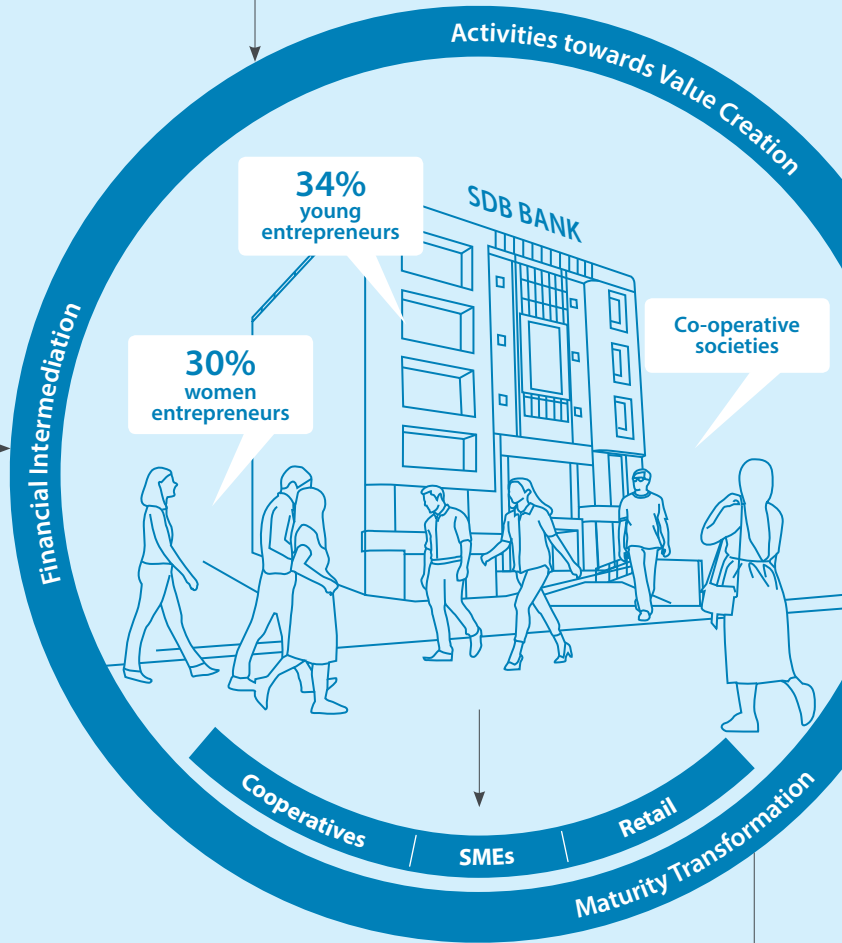 Activities towards Value Creation
34%
young
entrepreneurs
SDB BANK
Co-operative
societies
30%
women
entrepreneurs
Financial Intermediation
Cooperatives
SMEs
Retail
Maturity Transformation